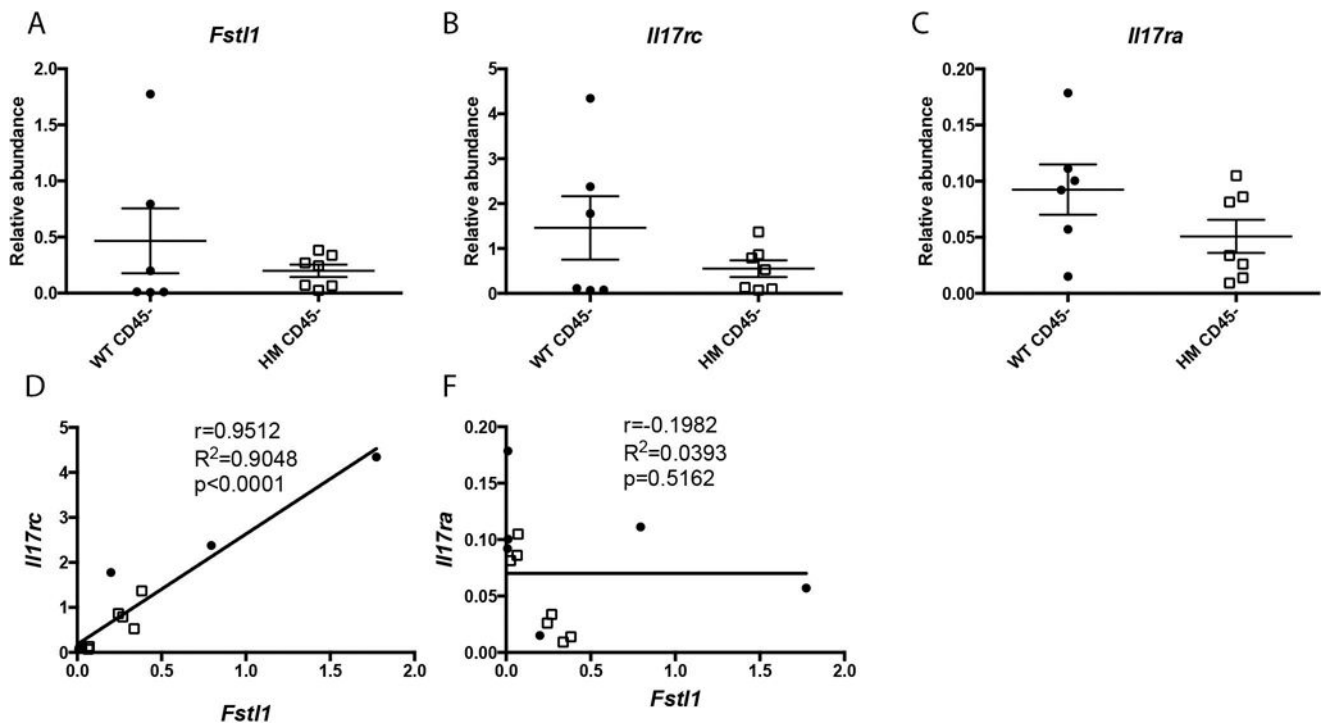 A
Fstl1
Relative abundance
2.0
1.5
1.0
0.5
0.0
WT CD45-
HM CD45-
B
Il17rc
Relative abundance
5
4
3
2
1
0
WT CD45-
HM CD45-
C
Il17ra
Relative abundance
0.20
0.15
0.10
0.05
0.00
WT CD45-
HM CD45-
D
r=0.9512
R²=0.9048
p<0.0001
Il17rc
5
4
3
2
1
0
0.0 0.5 1.0 1.5 2.0
Fstl1
F
r=-0.1982
R²=0.0393
p=0.5162
Il17ra
0.20
0.15
0.10
0.05
0.00
0.0 0.5 1.0 1.5 2.0
Fstl1